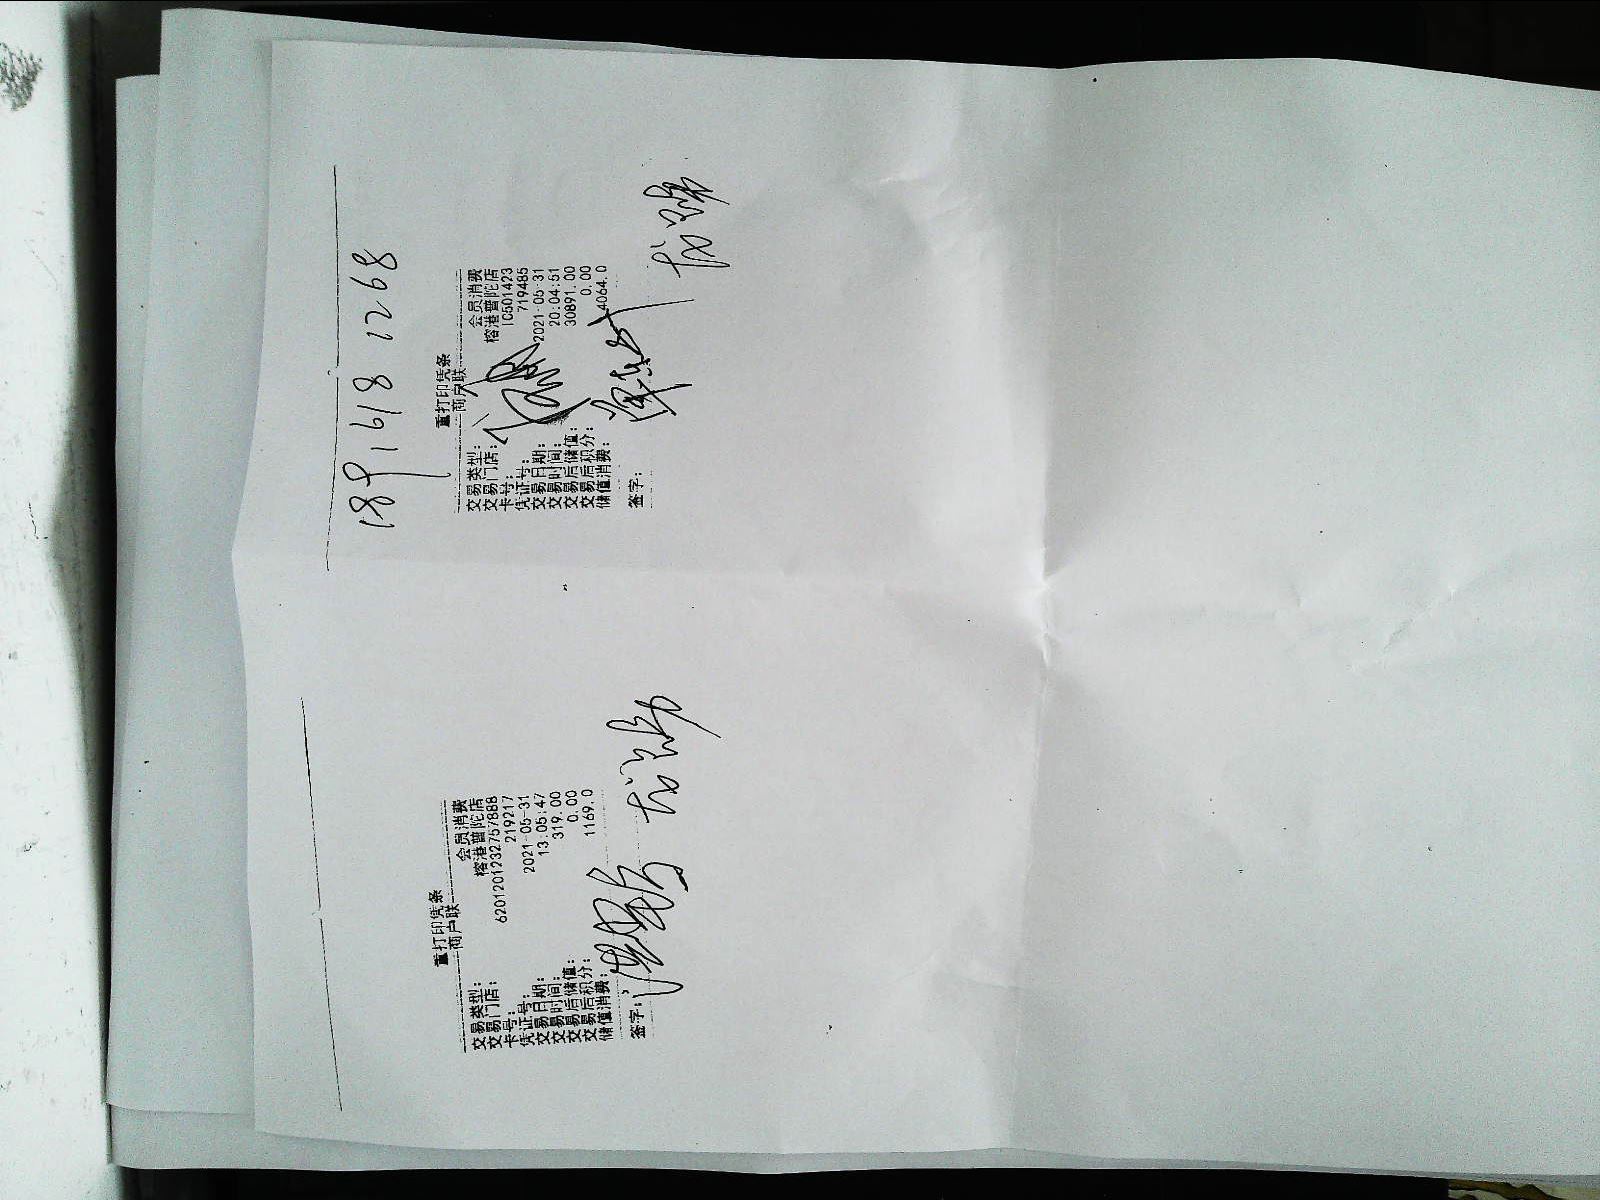 重打印凭条
商户联
交易类型： 会员消费
交易门店： 榕港普陀店
卡号： 6201201232757888
凭证号： 219217
交易日期： 2021-05-31
交易时间： 13:05:47
交易后储值： 319.00
交易后积分： 0.00
储值消费： 1169.0
签字：
1891618 1268
重打印凭条
商户联
交易类型： 会员消费
交易门店： 榕港普陀店
卡号： IC501423
凭证号： 719485
交易日期： 2021-05-31
交易时间： 20:04:51
交易后储值： 30891.00
交易后积分： 0.00
储值消费： 4064.0
签字：